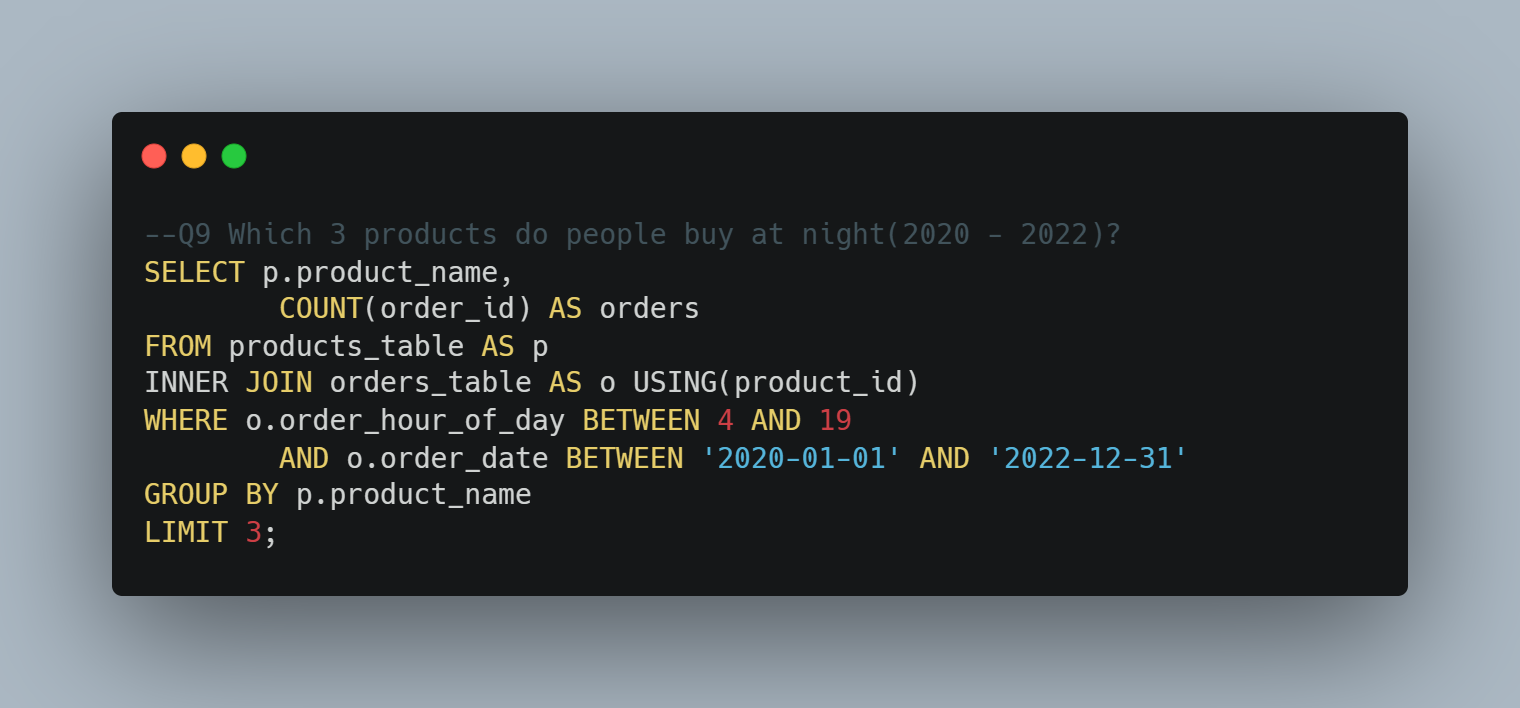 --Q9 Which 3 products do people buy at night(2020 - 2022)?
SELECT p.product_name,
        COUNT(order_id) AS orders
FROM products_table AS p
INNER JOIN orders_table AS o USING(product_id)
WHERE o.order_hour_of_day BETWEEN 4 AND 19
        AND o.order_date BETWEEN '2020-01-01' AND '2022-12-31'
GROUP BY p.product_name
LIMIT 3;